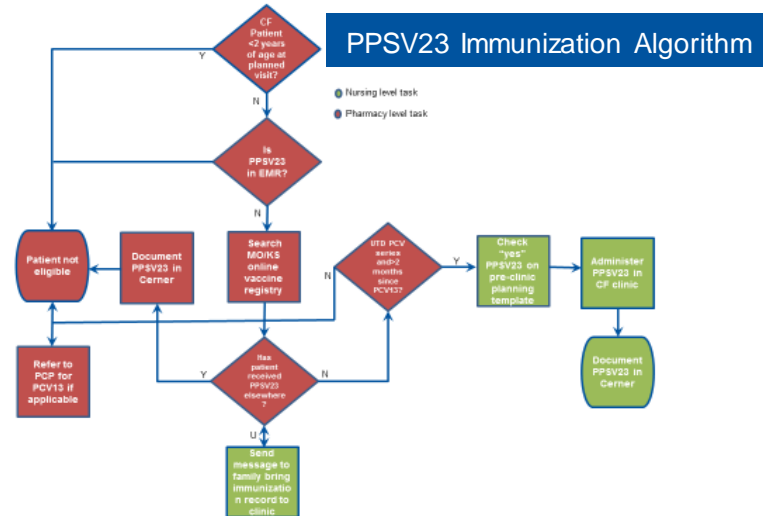 PPSV23 Immunization Algorithm
Nursing level task
Pharmacy level task
CF
Patient
<2 years
of age at
planned
visit?
Y
N
Is
PPSV23
in EMR?
N
Patient not
eligible
Document
PPSV23 in
Cerner
Search
MO/KS
online
vaccine
registry
N
UTD PCV
series
and>2
months
since
PCV13?
Y
Check
"yes"
PPSV23 on
pre-clinic
planning
template
Administer
PPSV23 in
CF clinic
Refer to
PCP for
PCV13 if
applicable
Y
Has
patient
received
PPSV23
elsewhere
?
N
Document
PPSV23 in
Cerner
U
Send
message to
family bring
immunizatio
n record to
clinic